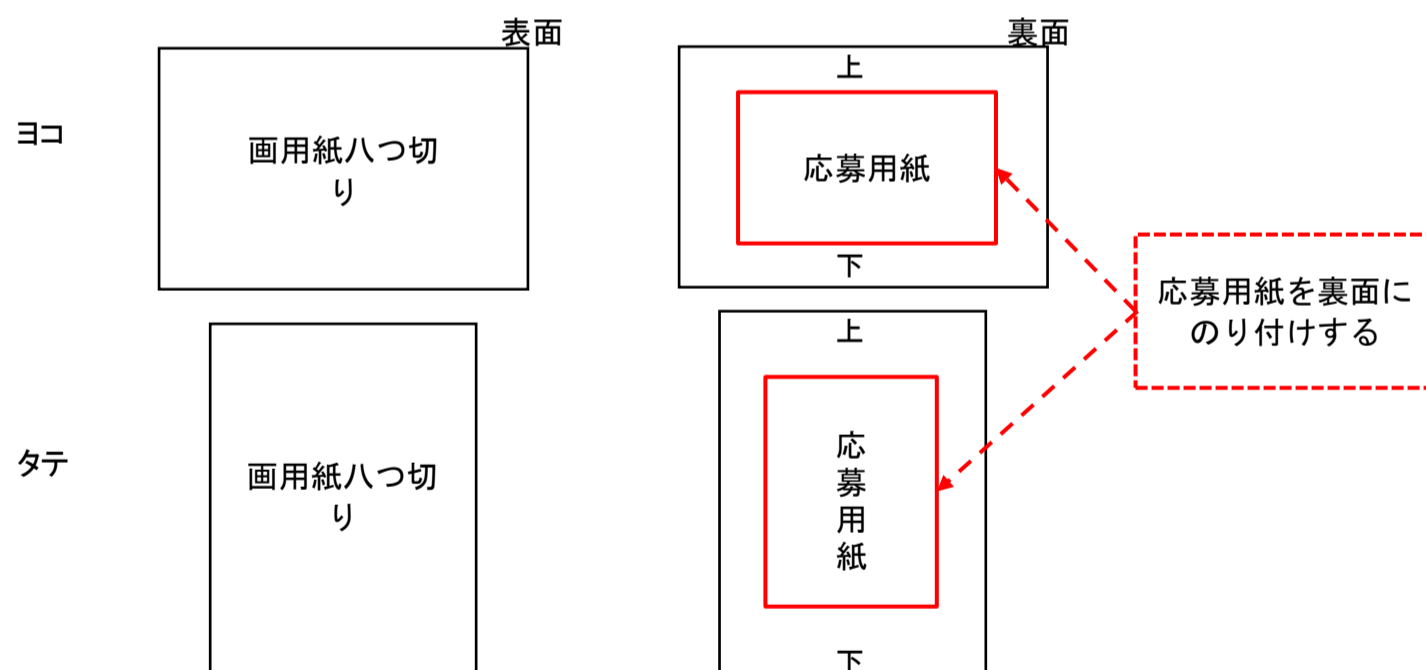 表面
裏面
ヨコ
画用紙八つ切
り
上
応募用紙
下
応募用紙を裏面に
のり付けする
タテ
画用紙八つ切
り
上
応募用紙
下